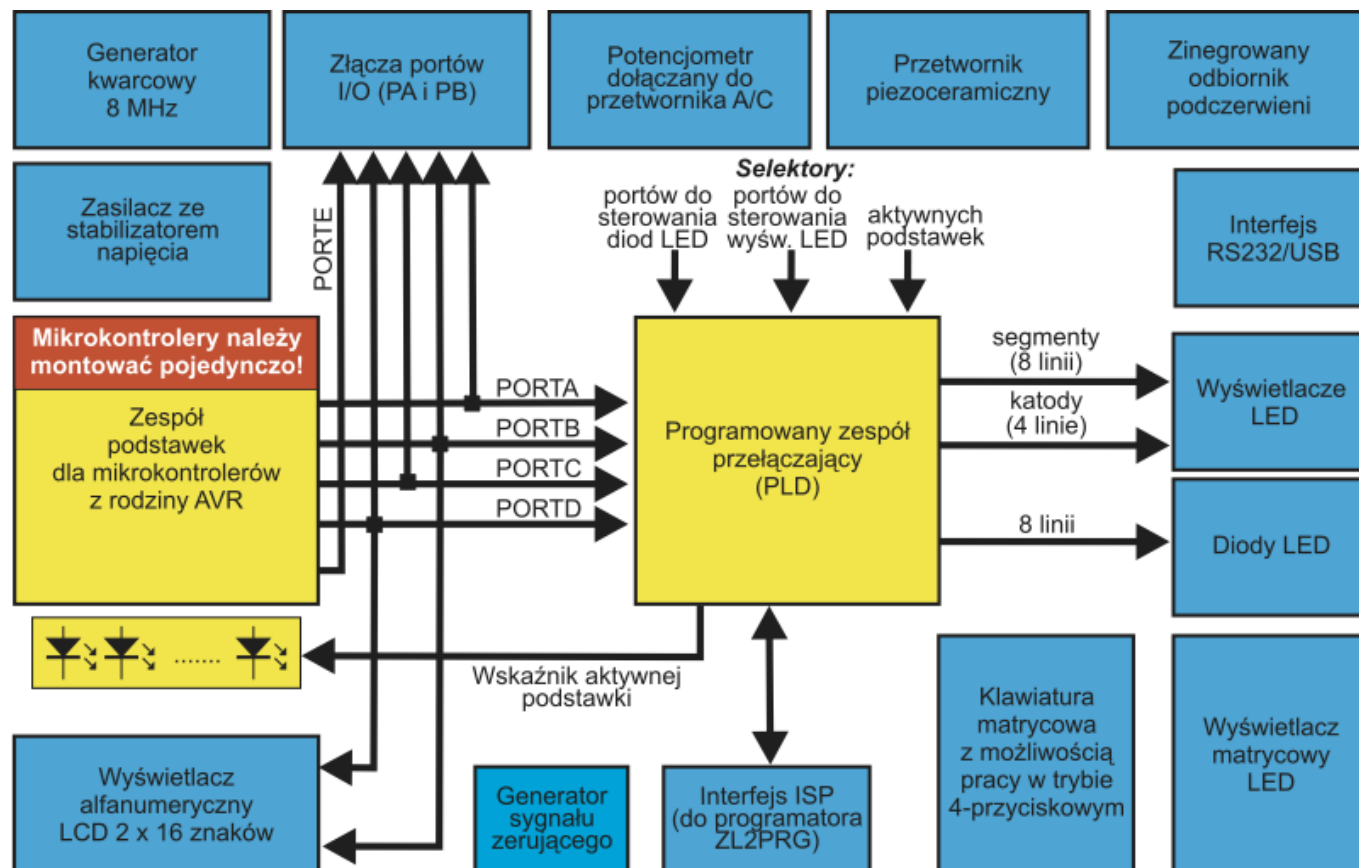 Generator
kwarcowy
8 MHz
Złącza portów
I/O (PA i PB)
Potencjometr
dołączany do
przetwornika A/C
Przetwornik
piezoceramiczny
Zinegrowany
odbiornik
podczerwieni
Zasilacz ze
stabilizatorem
napięcia
PORTE
Selektory:
portów do
sterowania
diod LED
portów do
sterowania
wyśw. LED
aktywnych
podstawek
Interfejs
RS232/USB
Mikrokontrolery należy
montować pojedynczo!
Zespół
podstawek
dla mikrokontrolerów
z rodziny AVR
PORTA
PORTB
PORTC
PORTD
Programowany zespół
przełączający
(PLD)
segmenty
(8 linii)
katody
(4 linie)
8 linii
Wyświetlacze
LED
Diody LED
.......
Wskaźnik aktywnej
podstawki
Wyświetlacz
alfanumeryczny
LCD 2 x 16 znaków
Generator
sygnału
zerującego
Interfejs ISP
(do programatora
ZL2PRG)
Klawiatura
matrycowa
z możliwością
pracy w trybie
4-przyciskowym
Wyświetlacz
matrycowy
LED